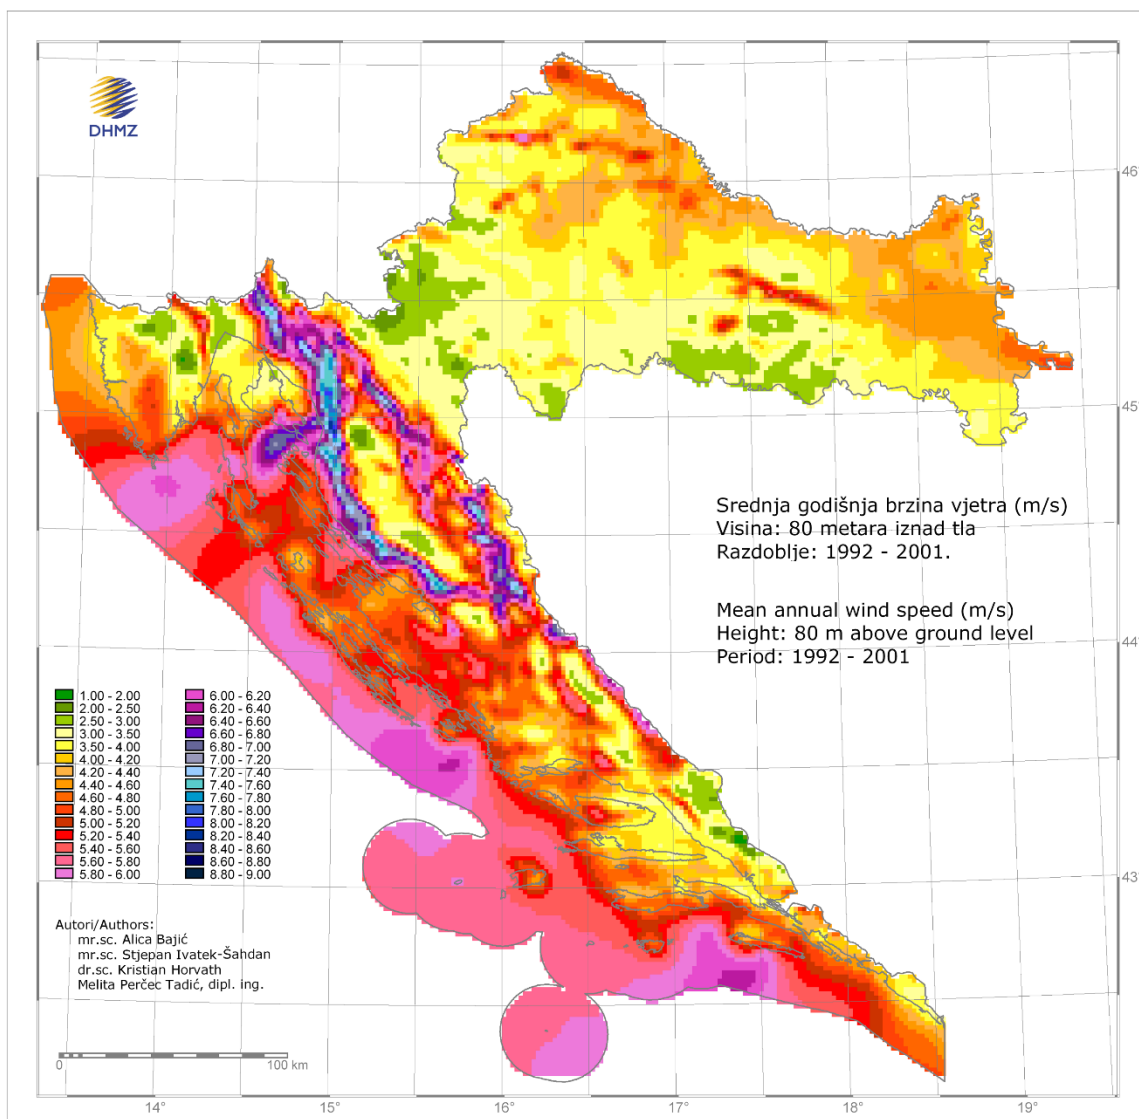 DHMZ
46°
45°
Srednja godišnja brzina vjetra (m/s)
Visina: 80 metara iznad tla
Razdoblje: 1992 - 2001.
Mean annual wind speed (m/s)
Height: 80 m above ground level
Period: 1992 - 2001
44°
1.00 - 2.00
2.00 - 2.50
2.50 - 3.00
3.00 - 3.50
3.50 - 4.00
4.00 - 4.20
4.20 - 4.40
4.40 - 4.60
4.60 - 4.80
4.80 - 5.00
5.00 - 5.20
5.20 - 5.40
5.40 - 5.60
5.60 - 5.80
5.80 - 6.00
6.00 - 6.20
6.20 - 6.40
6.40 - 6.60
6.60 - 6.80
6.80 - 7.00
7.00 - 7.20
7.20 - 7.40
7.40 - 7.60
7.60 - 7.80
7.80 - 8.00
8.00 - 8.20
8.20 - 8.40
8.40 - 8.60
8.60 - 8.80
8.80 - 9.00
43°
Autori/Authors:
mr.sc. Alica Bajić
mr.sc. Stjepan Ivatek-Šahdan
dr.sc. Kristian Horvath
Melita Perčec Tadić, dipl. ing.
0 100 km
14° 15° 16° 17° 18° 19°